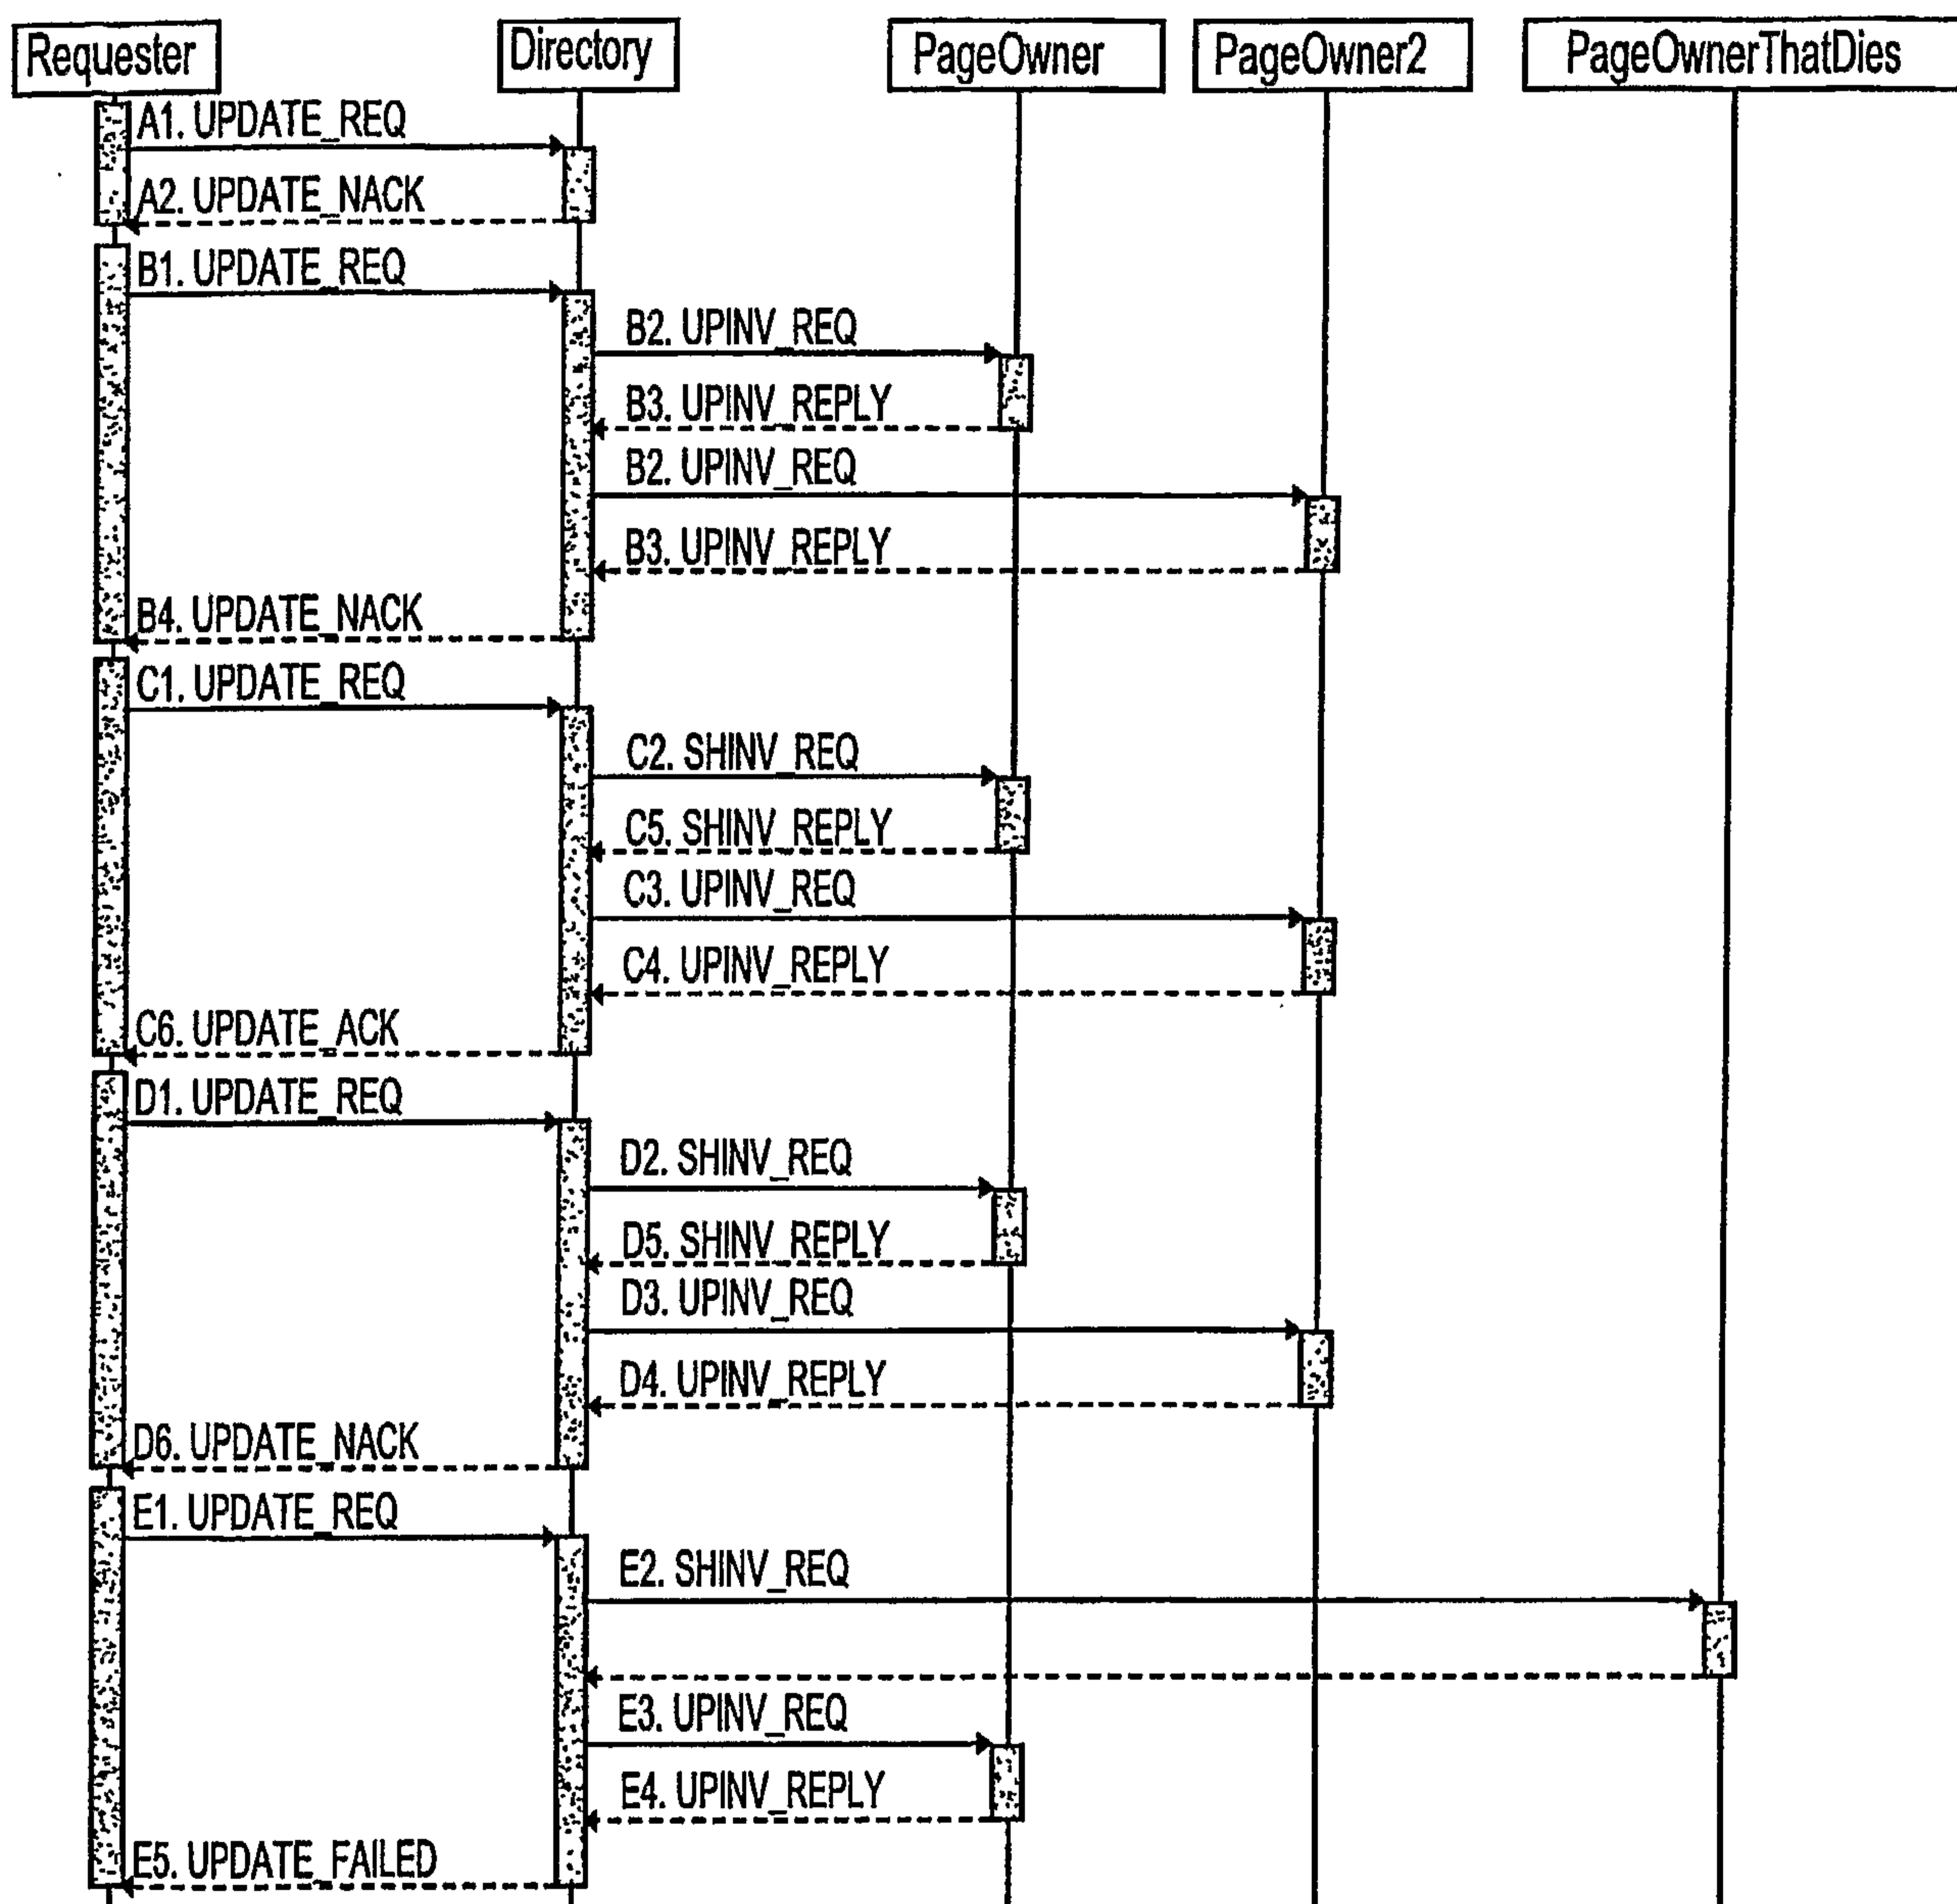 Requester
Directory
PageOwner
PageOwner2
PageOwnerThatDies
A1. UPDATE_REQ
A2. UPDATE_NACK
B1. UPDATE_REQ
B2. UPINV_REQ
B3. UPINV_REPLY
B2. UPINV_REQ
B3. UPINV_REPLY
B4. UPDATE_NACK
C1. UPDATE_REQ
C2. SHINV_REQ
C5. SHINV_REPLY
C3. UPINV_REQ
C4. UPINV_REPLY
C6. UPDATE_ACK
D1. UPDATE_REQ
D2. SHINV_REQ
D5. SHINV_REPLY
D3. UPINV_REQ
D4. UPINV_REPLY
D6. UPDATE_NACK
E1. UPDATE_REQ
E2. SHINV_REQ
E3. UPINV_REQ
E4. UPINV_REPLY
E5. UPDATE_FAILED